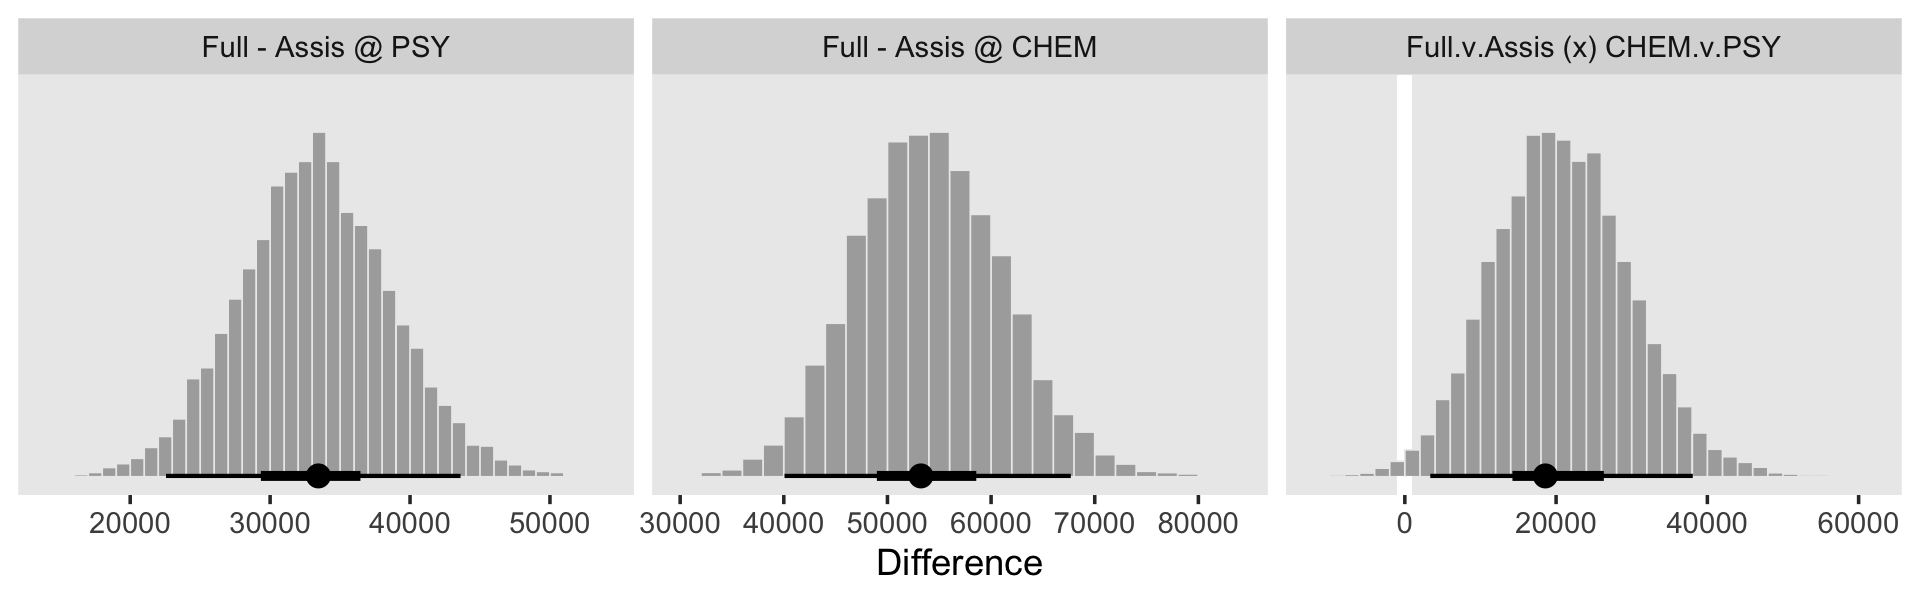 Full - Assis @ PSY
Full - Assis @ CHEM
Full.v.Assis (x) CHEM.v.PSY
20000 30000 40000 50000
30000 40000 50000 60000 70000 80000
0 20000 40000 60000
Difference